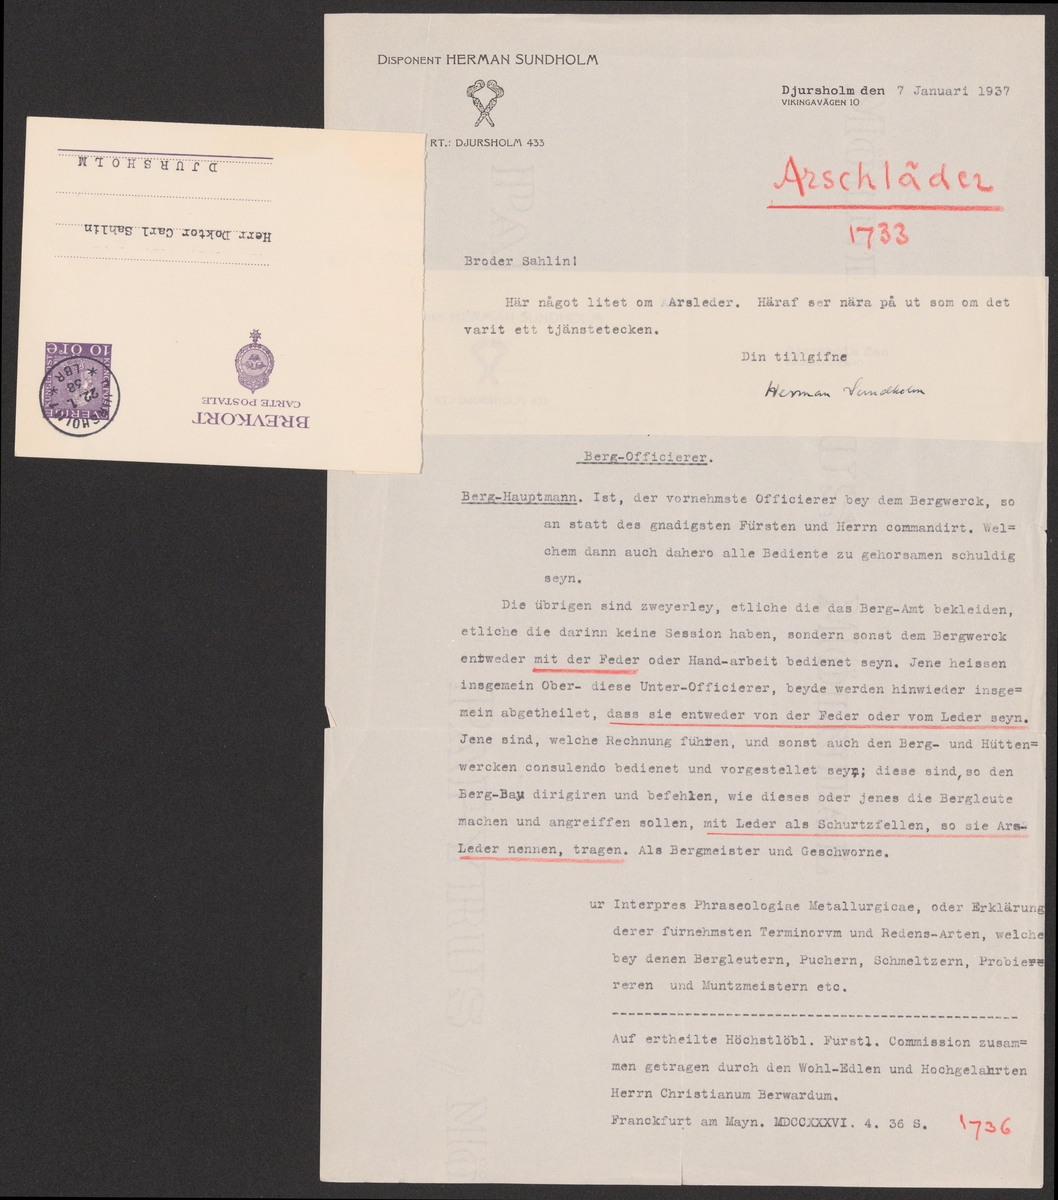 DISPONENT HERMAN SUNDHOLM
RT.: DJURSHOLM 433
Djursholm den 7 Januari 1937
VIKINGAVÄGEN 10
Arschläder
1733
Broder Sahlin!
Här något litet om Arsleder. Häraf ser nära på ut som om det
varit ett tjänstetecken.
Din tillgifne
Herman Sundholm
Berg-Officierer.
Berg-Hauptmann. Ist, der vornehmste Officierer bey dem Bergwerck, so
an statt des gnadigsten Fürsten und Herrn commandirt. Wel=
chem dann auch dahero alle Bediente zu gehorsamen schuldig
seyn.
Die übrigen sind zweyerley, etliche die das Berg-Amt bekleiden,
etliche die darinn keine Session haben, sondern sonst dem Bergwerck
entweder mit der Feder oder Hand-arbeit bedienet seyn. Jene heissen
insgemein Ober- diese Unter-Officierer, beyde werden hinwieder insge=
mein abgetheilet, dass sie entweder von der Feder oder vom Leder seyn.
Jene sind, welche Rechnung führen, und sonst auch den Berg- und Hütten=
wercken consulendo bedienet und vorgestellet seyn; diese sind, so den
Berg-Bau dirigiren und befehlen, wie dieses oder jenes die Bergleute
machen und angreiffen sollen, mit Leder als Schurtzfellen, so sie Ars-
Leder nennen, tragen. Als Bergmeister und Geschworne.
ur Interpres Phraseologiae Metallurgicae, oder Erklärung
derer fürnehmsten Terminorvm und Redens-Arten, welche
bey denen Bergleutern, Puchern, Schmeltzern, Probie
reren und Muntzmeistern etc.
Auf ertheilte Höchstlöbl. Furstl. Commission zusam=
men getragen durch den Wohl-Edlen und Hochgelahrten
Herrn Christianum Berwardum.
Franckfurt am Mayn. MDCCXXXVI. 4. 36 S. 1736
BREVKORT
CARTE POSTALE
SVERIGE
10 ÖRE
DJURSHOLM 1
22.1.
38
LBR
Herr Doktor Carl Sahlin
DJURSHOLM